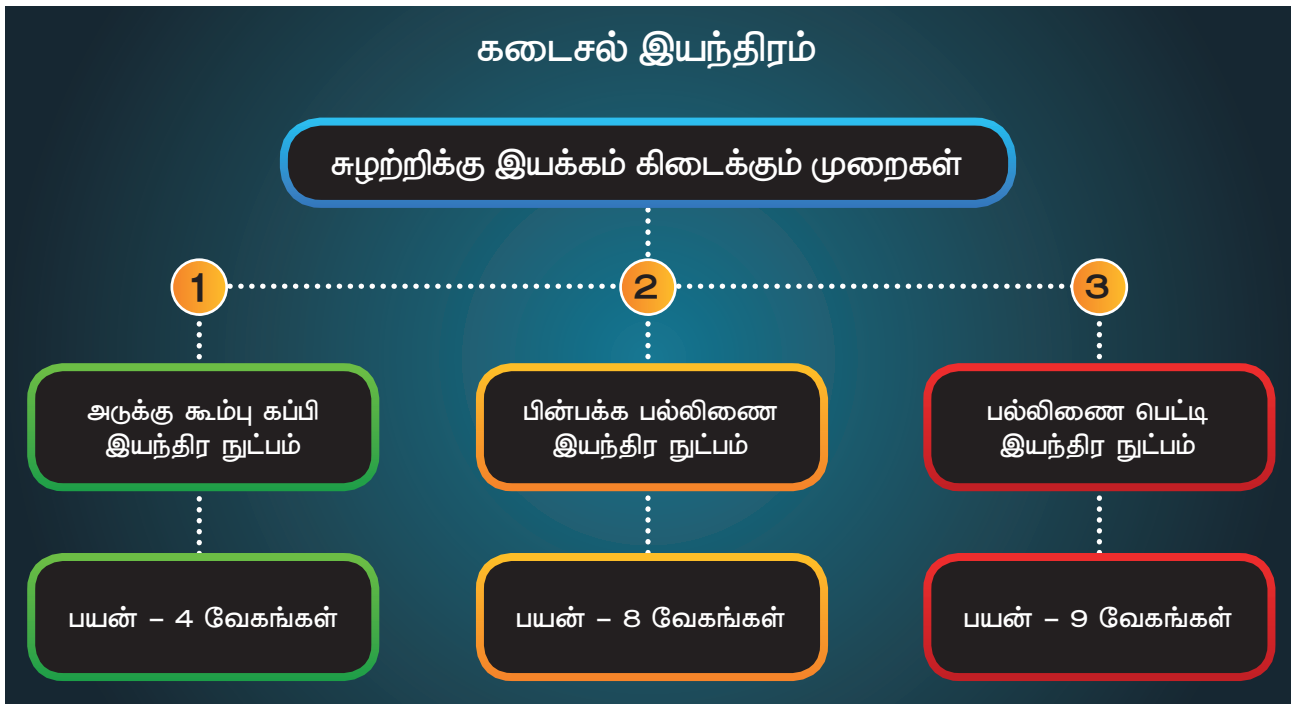 கடைசல் இயந்திரம்
சுழற்றிக்கு இயக்கம் கிடைக்கும் முறைகள்
1
2
3
அடுக்கு கூம்பு கப்பி
இயந்திர நுட்பம்
பின்பக்க பல்லிணை
இயந்திர நுட்பம்
பல்லிணை பெட்டி
இயந்திர நுட்பம்
பயன் – 4 வேகங்கள்
பயன் – 8 வேகங்கள்
பயன் – 9 வேகங்கள்